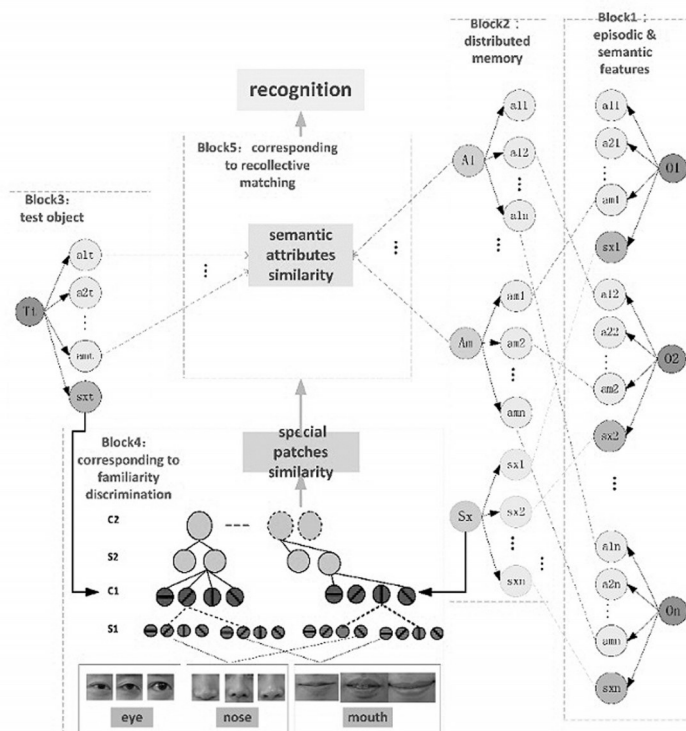 Block1：
episodic &
semantic
features
Block2：
distributed
memory
recognition
Block5： corresponding
to recollective
matching
Block3：
test object
semantic
attributes
similarity
a1t
a2t
amt
sxt
T1
A1
a11
a12
a1n
Am
am1
am2
amn
Sx
sx1
sx2
sxn
a11
a21
am1
sx1
O1
a12
a22
am2
sx2
O2
a1n
a2n
amn
sxn
On
Block4：
corresponding to
familiarity
discrimination
special
patches
similarity
C2
S2
C1
S1
eye
nose
mouth